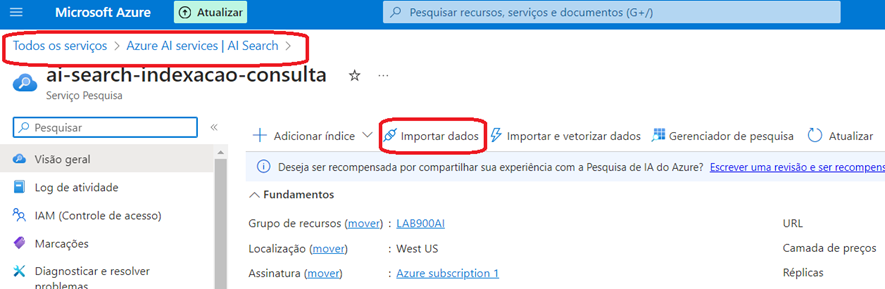 Microsoft Azure Atualizar Pesquisar recursos, serviços e documentos (G+/)
Todos os serviços > Azure AI services | AI Search >
ai-search-indexacao-consulta
Serviço Pesquisa
Pesquisar
Adicionar índice Importar dados Importar e vetorizar dados Gerenciador de pesquisa Atualizar
Visão geral
Deseja ser recompensada por compartilhar sua experiência com a Pesquisa de IA do Azure? Escrever uma revisão e ser recompens
Log de atividade
Fundamentos
IAM (Controle de acesso)
Grupo de recursos (mover) : LAB900AI URL
Marcações
Localização (mover) : West US Camada de preços
Diagnosticar e resolver
problemas
Assinatura (mover) : Azure subscription 1 Réplicas